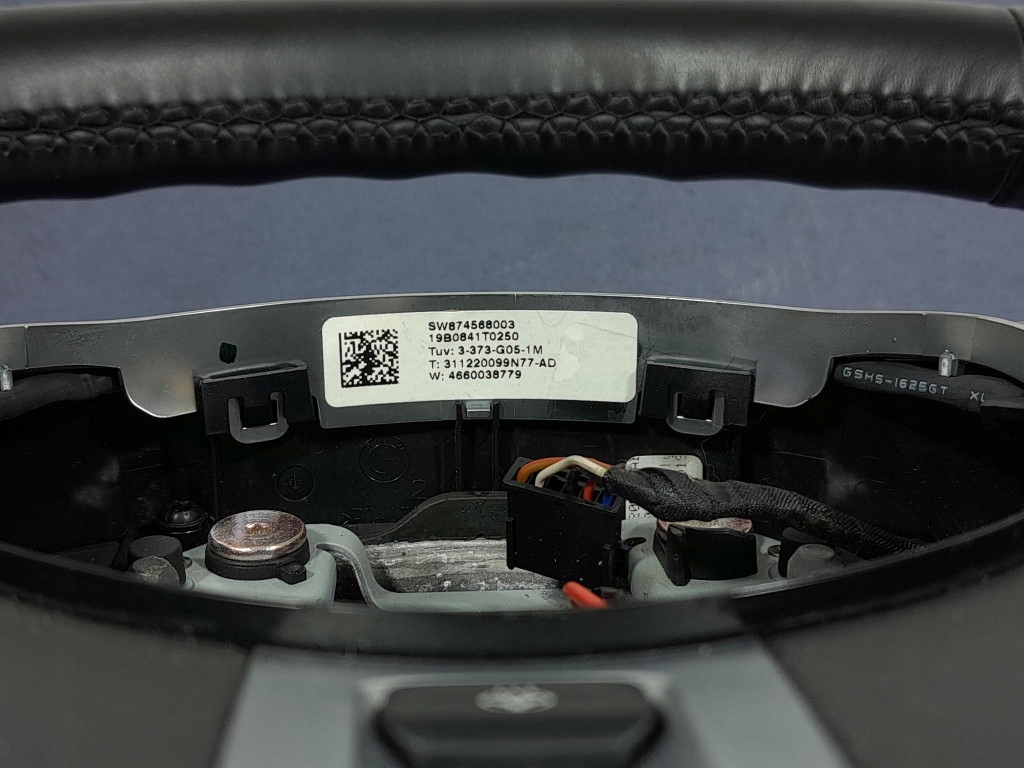 SW874568003
19B0841T0250
Tuv: 3-373-G05-1M
T: 311220099N77-AD
W: 4660038779
GSHS-1625GT XL